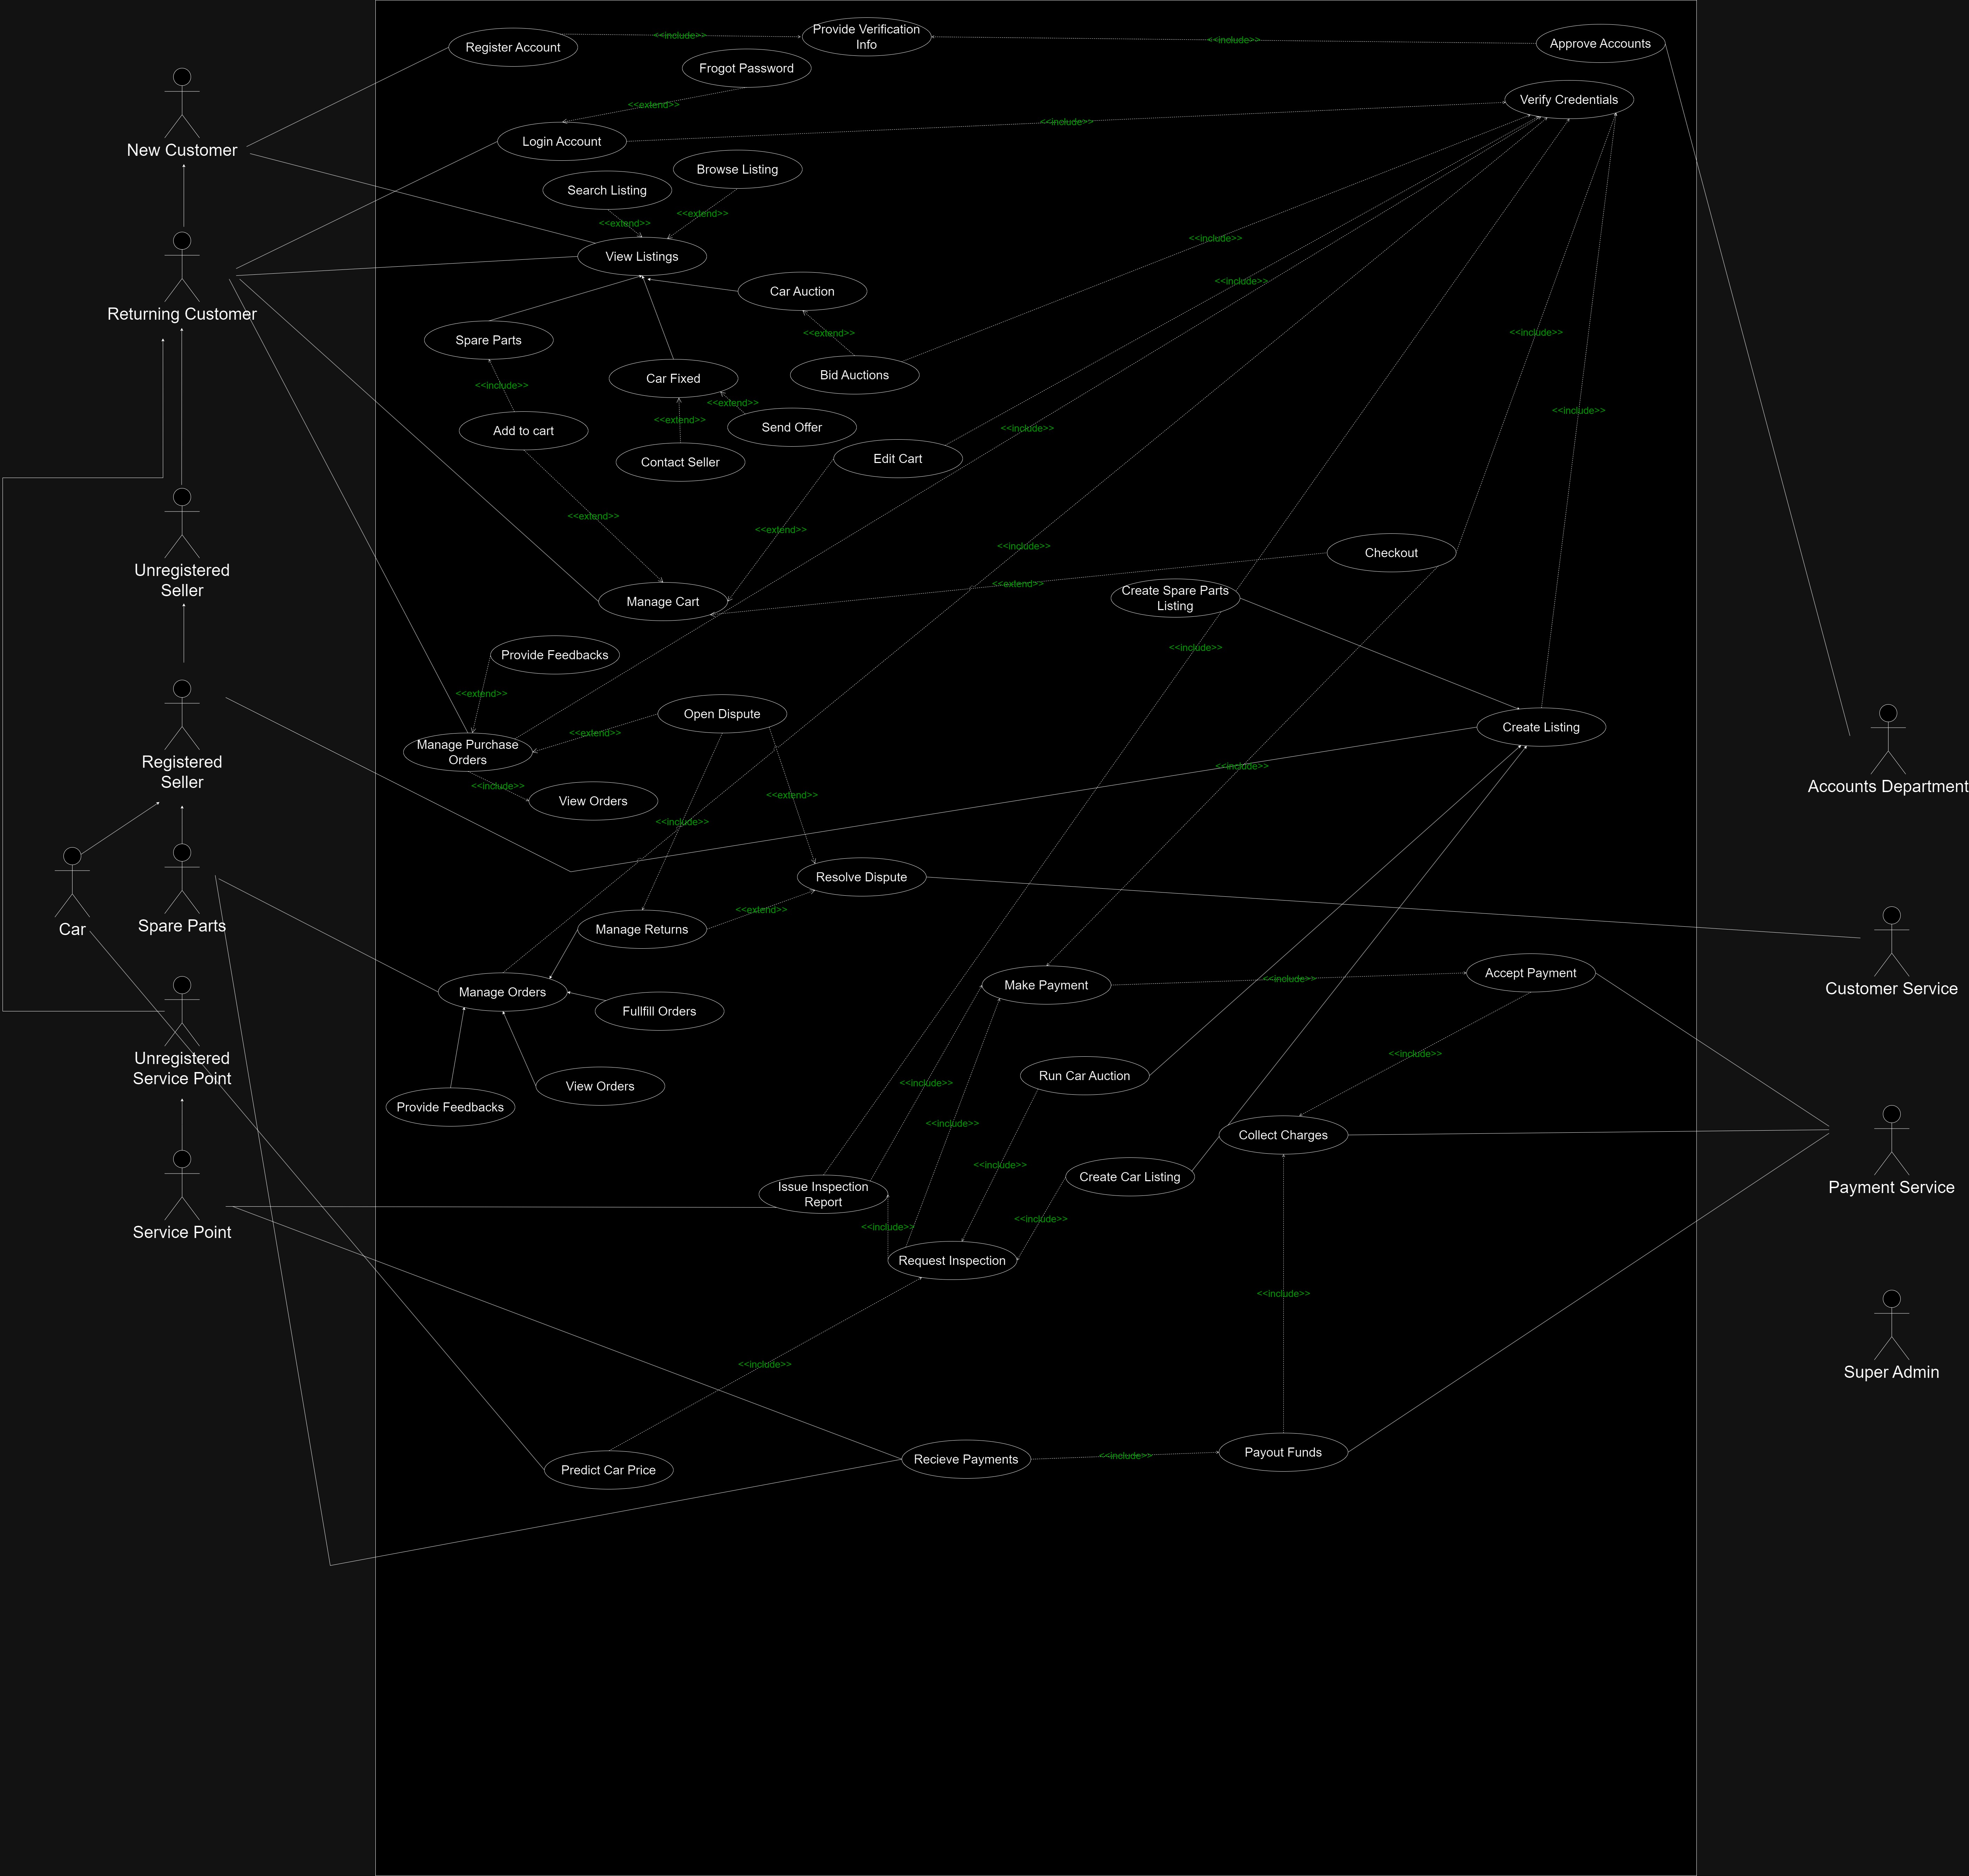 Register Account
<<include>>
Provide Verification
Info
<<include>>
Approve Accounts
Frogot Password
<<extend>>
Verify Credentials
<<include>>
Login Account
New Customer
Browse Listing
Search Listing
<<extend>>
<<extend>>
<<include>>
View Listings
<<include>>
Car Auction
Returning Customer
<<extend>>
<<include>>
Spare Parts
Bid Auctions
Car Fixed
<<include>>
<<extend>>
<<include>>
<<extend>>
Send Offer
<<include>>
Add to cart
Contact Seller
Edit Cart
<<extend>>
<<extend>>
<<include>>
Checkout
Unregistered
Seller
<<extend>>
Create Spare Parts
Listing
Manage Cart
<<include>>
Provide Feedbacks
<<extend>>
Open Dispute
<<extend>>
Create Listing
Manage Purchase
Orders
Registered
Seller
<<include>>
<<include>>
Accounts Department
View Orders
<<extend>>
<<include>>
Resolve Dispute
<<extend>>
Spare Parts
Car
Manage Returns
Accept Payment
<<include>>
Make Payment
Customer Service
Manage Orders
Fullfill Orders
Unregistered
Service Point
<<include>>
Run Car Auction
<<include>>
View Orders
Provide Feedbacks
<<include>>
Collect Charges
<<include>>
Create Car Listing
Payment Service
Issue Inspection
Report
<<include>>
<<include>>
Service Point
Request Inspection
<<include>>
<<include>>
Super Admin
Payout Funds
<<include>>
Recieve Payments
Predict Car Price